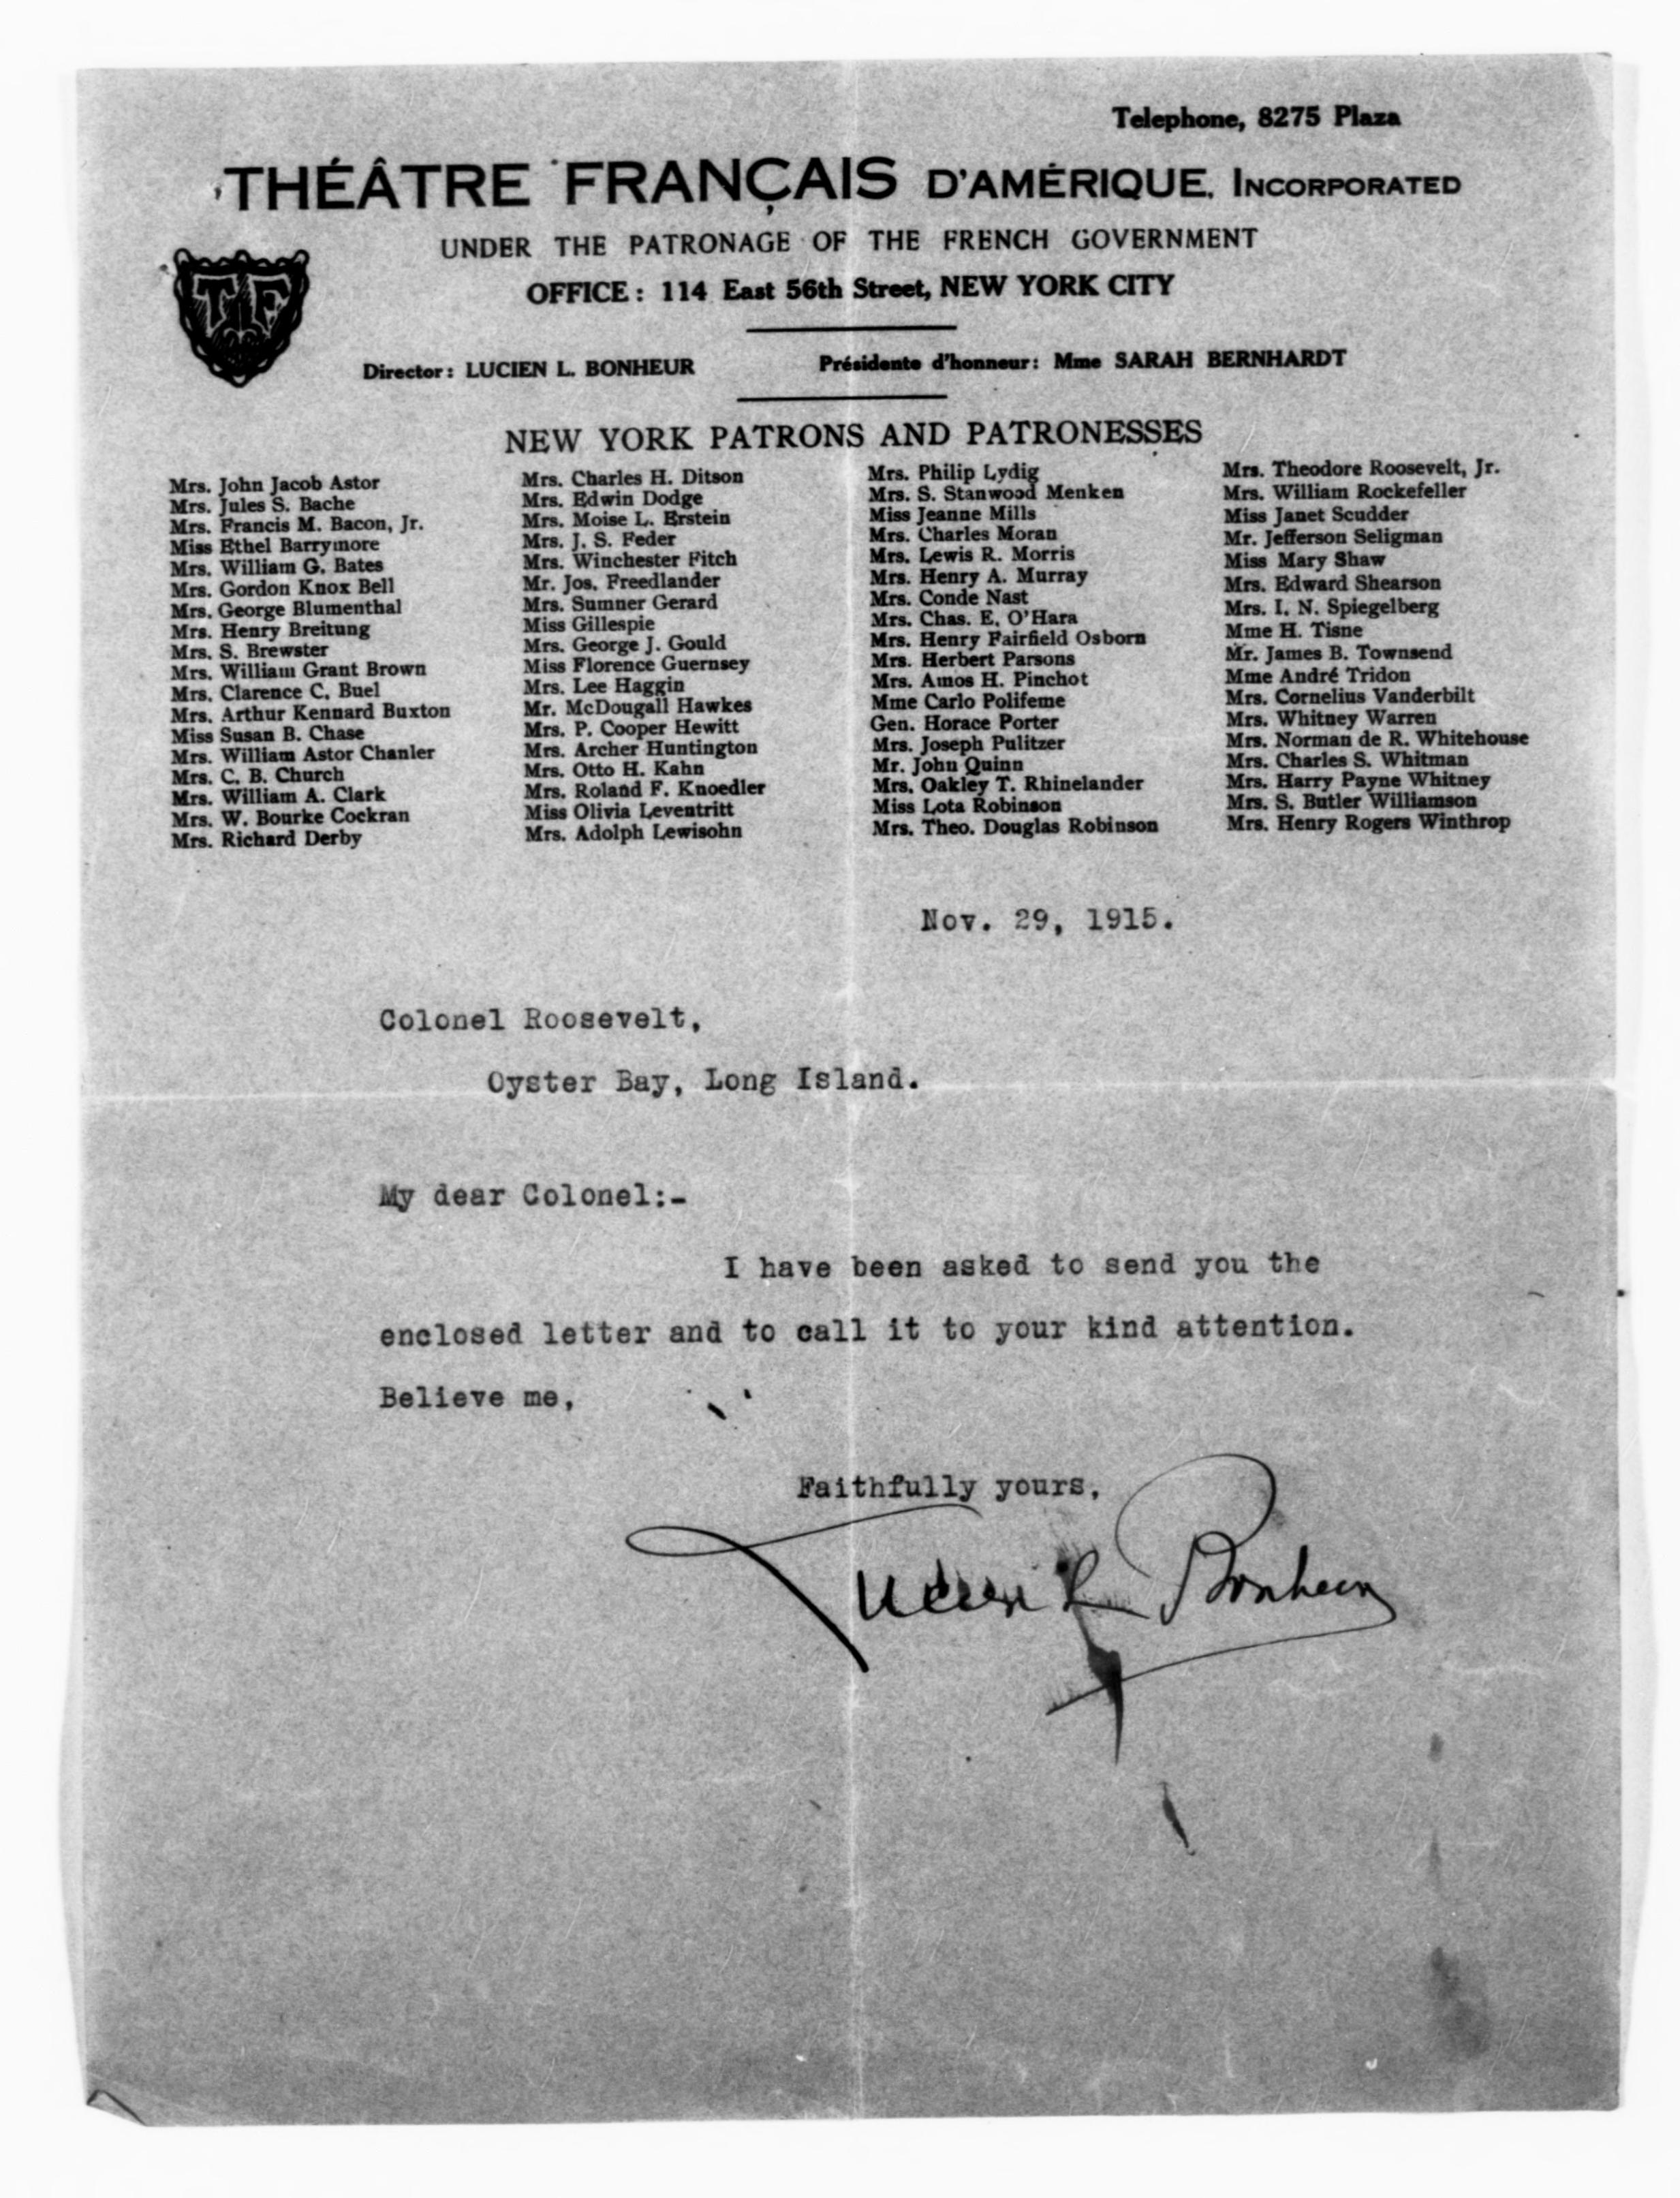 Telephone, 8275 Plaza
THÉÂTRE FRANÇAIS D'AMÉRIQUE, INCORPORATED
UNDER THE PATRONAGE OF THE FRENCH GOVERNMENT
OFFICE: 114 East 56th Street, NEW YORK CITY
TF
Director: LUCIEN L. BONHEUR Présidente d'honneur: Mme SARAH BERNHARDT
NEW YORK PATRONS AND PATRONESSES
Mrs. John Jacob Astor
Mrs. Jules S. Bache
Mrs. Francis M. Bacon, Jr.
Miss Ethel Barrymore
Mrs. William G. Bates
Mrs. Gordon Knox Bell
Mrs. George Blumenthal
Mrs. Henry Breitung
Mrs. S. Brewster
Mrs. William Grant Brown
Mrs. Clarence C. Buel
Mrs. Arthur Kennard Buxton
Miss Susan B. Chase
Mrs. William Astor Chanler
Mrs. C. B. Church
Mrs. William A. Clark
Mrs. W. Bourke Cockran
Mrs. Richard Derby
Mrs. Charles H. Ditson
Mrs. Edwin Dodge
Mrs. Moise L. Erstein
Mrs. J. S. Feder
Mrs. Winchester Fitch
Mr. Jos. Freedlander
Mrs. Sumner Gerard
Miss Gillespie
Mrs. George J. Gould
Miss Florence Guernsey
Mrs. Lee Haggin
Mr. McDougall Hawkes
Mrs. P. Cooper Hewitt
Mrs. Archer Huntington
Mrs. Otto H. Kahn
Mrs. Roland F. Knoedler
Miss Olivia Leventritt
Mrs. Adolph Lewisohn
Mrs. Philip Lydig
Mrs. S. Stanwood Menken
Miss Jeanne Mills
Mrs. Charles Moran
Mrs. Lewis R. Morris
Mrs. Henry A. Murray
Mrs. Conde Nast
Mrs. Chas. E. O'Hara
Mrs. Henry Fairfield Osborn
Mrs. Herbert Parsons
Mrs. Amos H. Pinchot
Mme Carlo Polifeme
Gen. Horace Porter
Mrs. Joseph Pulitzer
Mr. John Quinn
Mrs. Oakley T. Rhinelander
Miss Lota Robinson
Mrs. Theo. Douglas Robinson
Mrs. Theodore Roosevelt, Jr.
Mrs. William Rockefeller
Miss Janet Scudder
Mr. Jefferson Seligman
Miss Mary Shaw
Mrs. Edward Shearson
Mrs. I. N. Spiegelberg
Mme H. Tisne
Mr. James B. Townsend
Mme André Tridon
Mrs. Cornelius Vanderbilt
Mrs. Whitney Warren
Mrs. Norman de R. Whitehouse
Mrs. Charles S. Whitman
Mrs. Harry Payne Whitney
Mrs. S. Butler Williamson
Mrs. Henry Rogers Winthrop
Nov. 29, 1915.
Colonel Roosevelt,
Oyster Bay, Long Island.
My dear Colonel:-
I have been asked to send you the
enclosed letter and to call it to your kind attention.
Believe me,
Faithfully yours,
Lucien L Bonheur